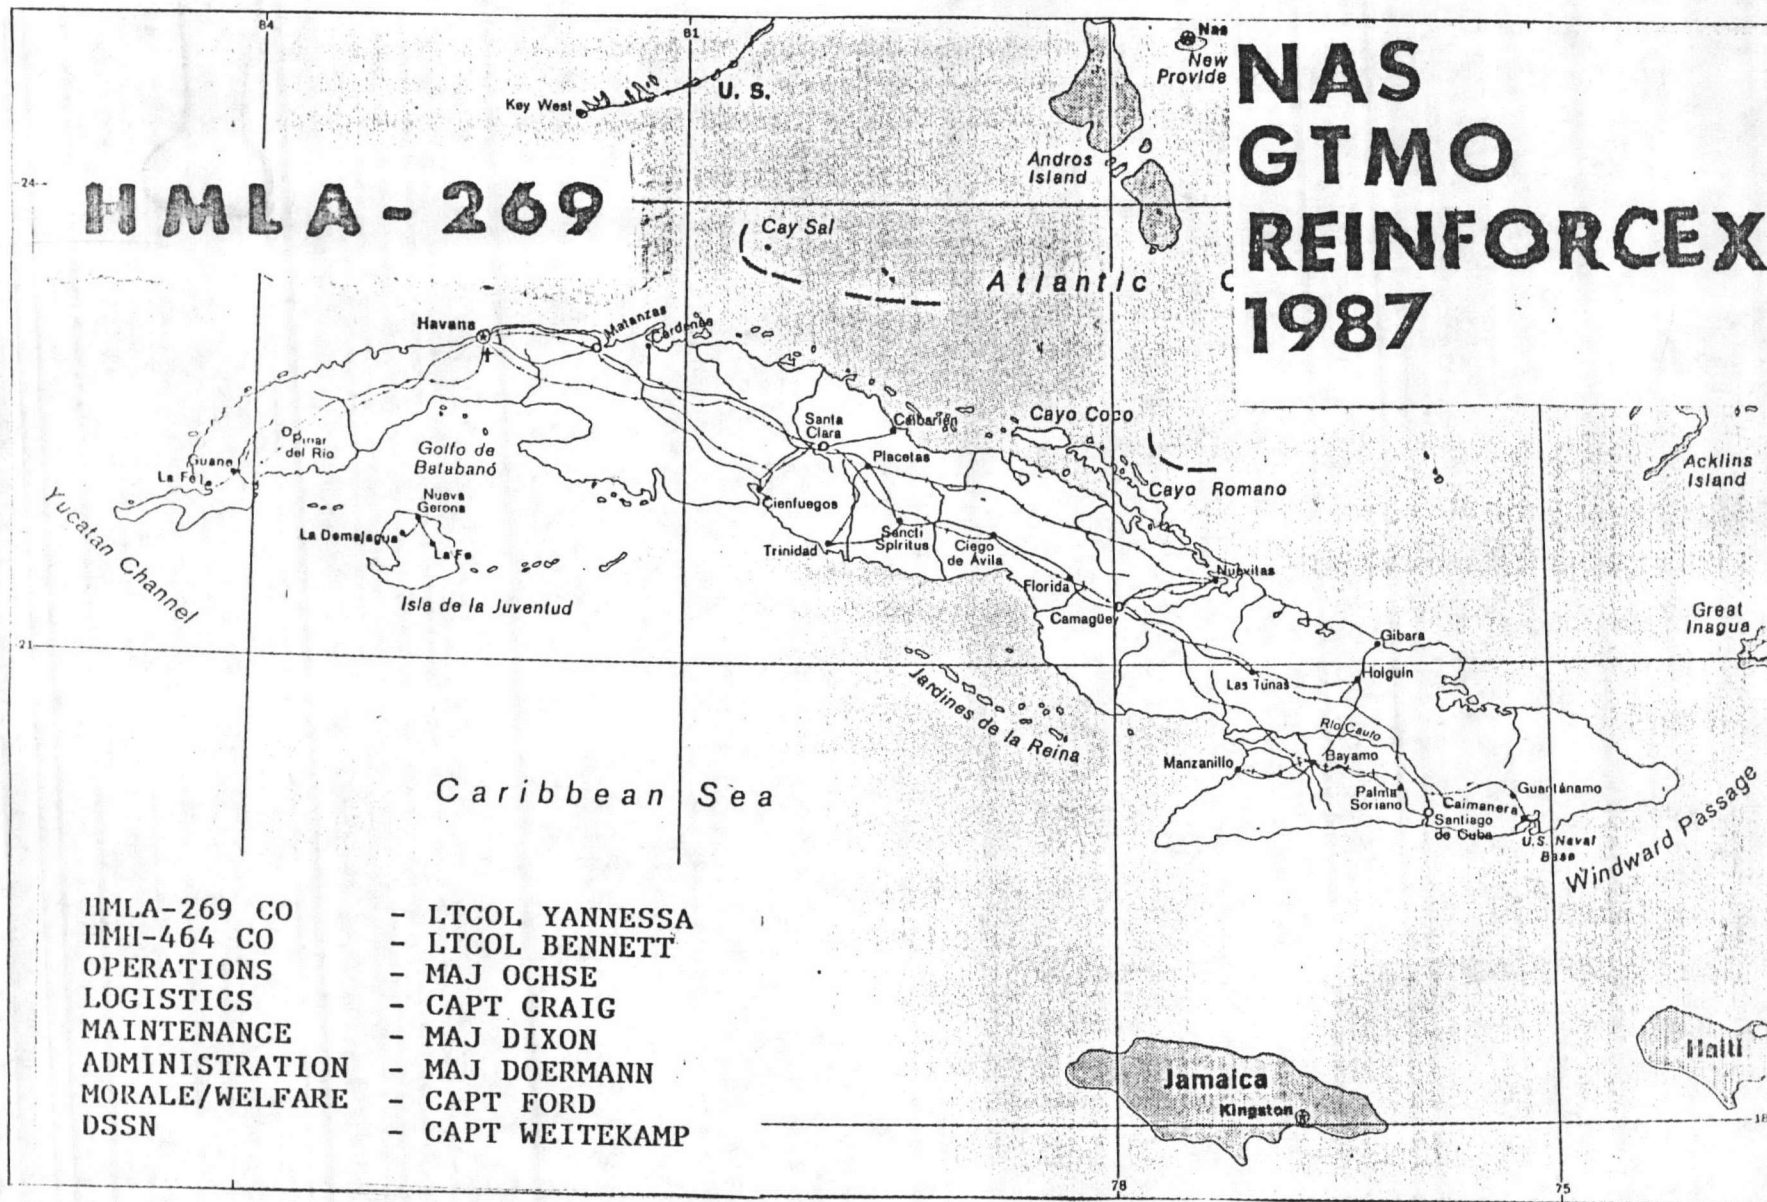 84
81
Nas
New
Provide
Key West
U. S.
NAS
GTMO
REINFORCEX
1987
24
HMLA-269
Andros
Island
Cay Sal
Atlantic
Havana
Matanzas
Cárdenas
Pinar
del Río
Guane
La Fe
Golfo de
Batabanó
Nueva
Gerona
La Demajagua
La Fe
Isla de la Juventud
Yucatan Channel
Santa
Clara
Caibarién
Placetas
Cienfuegos
Trinidad
Sancti
Spíritus
Ciego
de Ávila
Cayo Coco
Cayo Romano
Acklins
Island
Florida
Camagüey
Nuevitas
Gibara
Great
Inagua
21
Las Tunas
Holguín
Jardines de la Reina
Río Cauto
Manzanillo
Bayamo
Palma
Soriano
Guantánamo
Caimanera
Santiago
de Cuba
U.S. Naval
Base
Windward Passage
Caribbean Sea
HMLA-269 CO - LTCOL YANNESSA
HMH-464 CO - LTCOL BENNETT
OPERATIONS - MAJ OCHSE
LOGISTICS - CAPT CRAIG
MAINTENANCE - MAJ DIXON
ADMINISTRATION - MAJ DOERMANN
MORALE/WELFARE - CAPT FORD
DSSN - CAPT WEITEKAMP
Jamaica
Kingston
Haiti
18
78
75